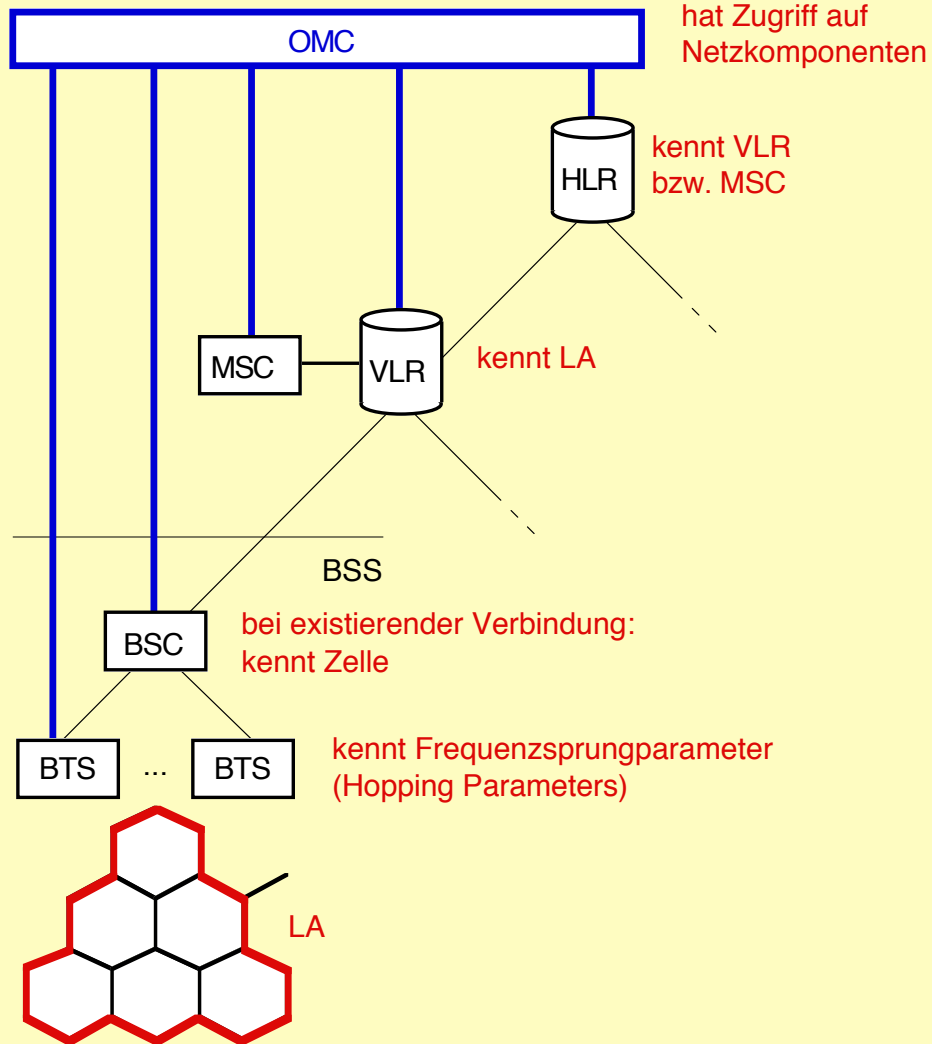 hat Zugriff auf
OMC
Netzkomponenten
kennt VLR
HLR
bzw. MSC
MSC
VLR
kennt LA
BSS
bei existierender Verbindung:
BSC
kennt Zelle
kennt Frequenzsprungparameter
BTS ... BTS
(Hopping Parameters)
LA